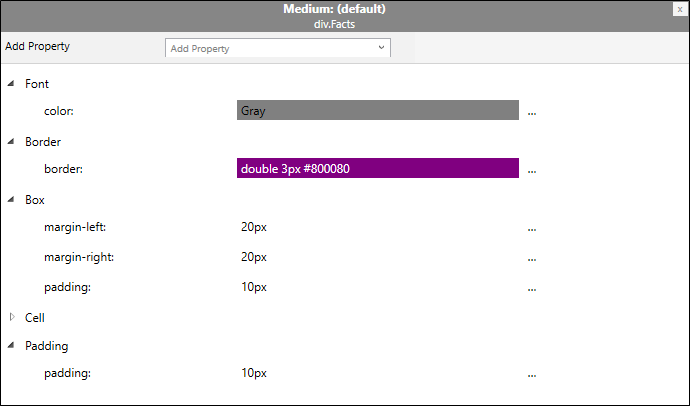 Medium: (default)
x
div.Facts
Add Property
Add Property
Font
color: Gray ...
Border
border: double 3px #800080 ...
Box
margin-left: 20px ...
margin-right: 20px ...
padding: 10px ...
Cell
Padding
padding: 10px ...